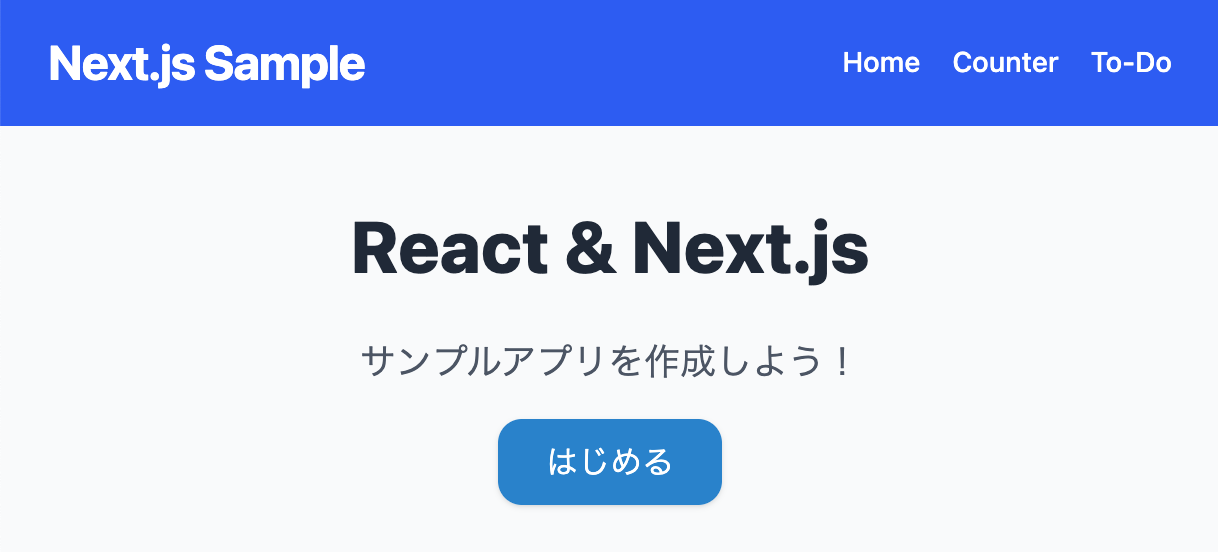 Next.js Sample
Home Counter To-Do
React & Next.js
サンプルアプリを作成しよう！
はじめる